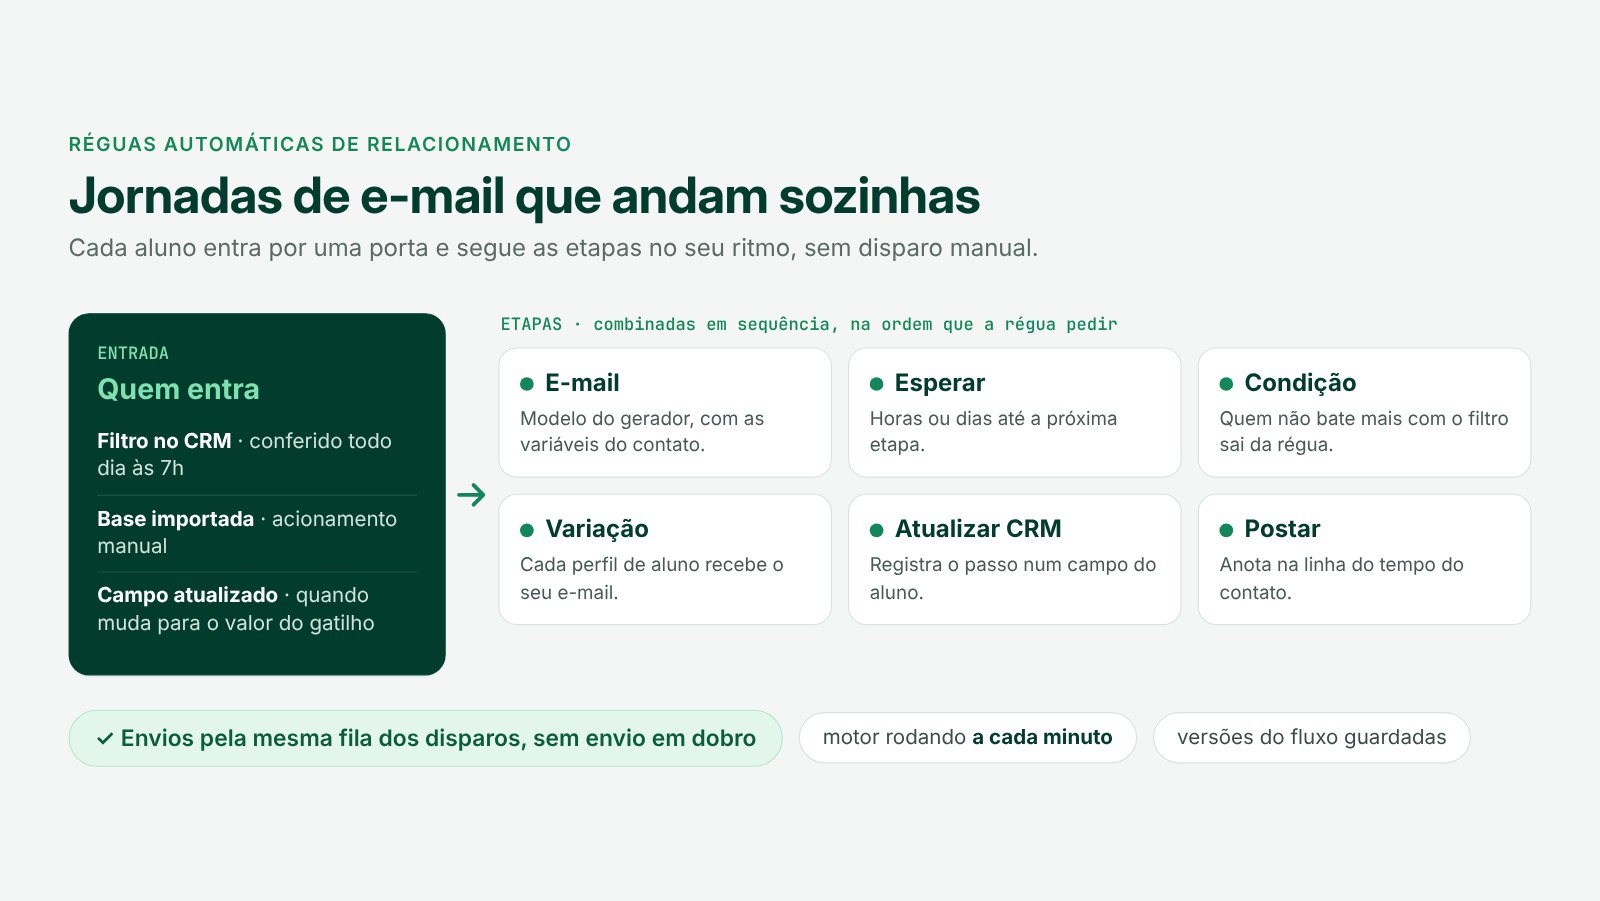 RÉGUAS AUTOMÁTICAS DE RELACIONAMENTO
Jornadas de e-mail que andam sozinhas
Cada aluno entra por uma porta e segue as etapas no seu ritmo, sem disparo manual.
ENTRADA
Quem entra
Filtro no CRM · conferido todo
dia às 7h
Base importada · acionamento
manual
Campo atualizado · quando
muda para o valor do gatilho
→
ETAPAS · combinadas em sequência, na ordem que a régua pedir
E-mail
Modelo do gerador, com as
variáveis do contato.
Esperar
Horas ou dias até a próxima
etapa.
Condição
Quem não bate mais com o filtro
sai da régua.
Variação
Cada perfil de aluno recebe o
seu e-mail.
Atualizar CRM
Registra o passo num campo do
aluno.
Postar
Anota na linha do tempo do
contato.
✓ Envios pela mesma fila dos disparos, sem envio em dobro
motor rodando a cada minuto
versões do fluxo guardadas